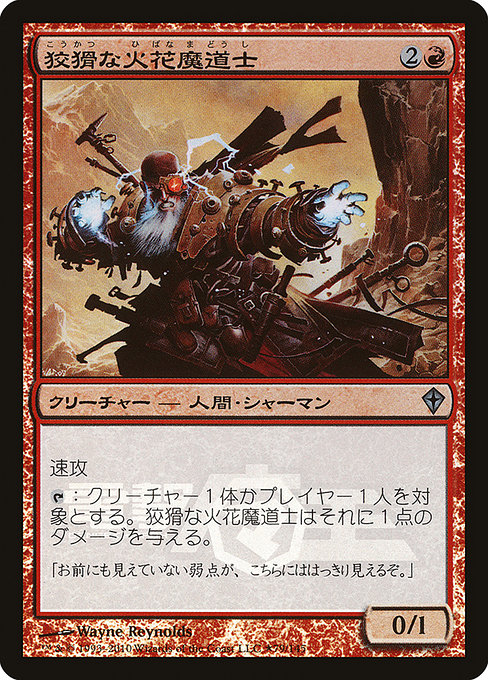 こうかつ ひばなまどうし
狡猾な火花魔道士
2
クリーチャー — 人間・シャーマン
速攻
:クリーチャー1体かプレイヤー1人を対
象とする。狡猾な火花魔道士はそれに1点の
ダメージを与える。
「お前にも見えていない弱点が、こちらにははっきり見えるぞ。」
Wayne Reynolds
0/1